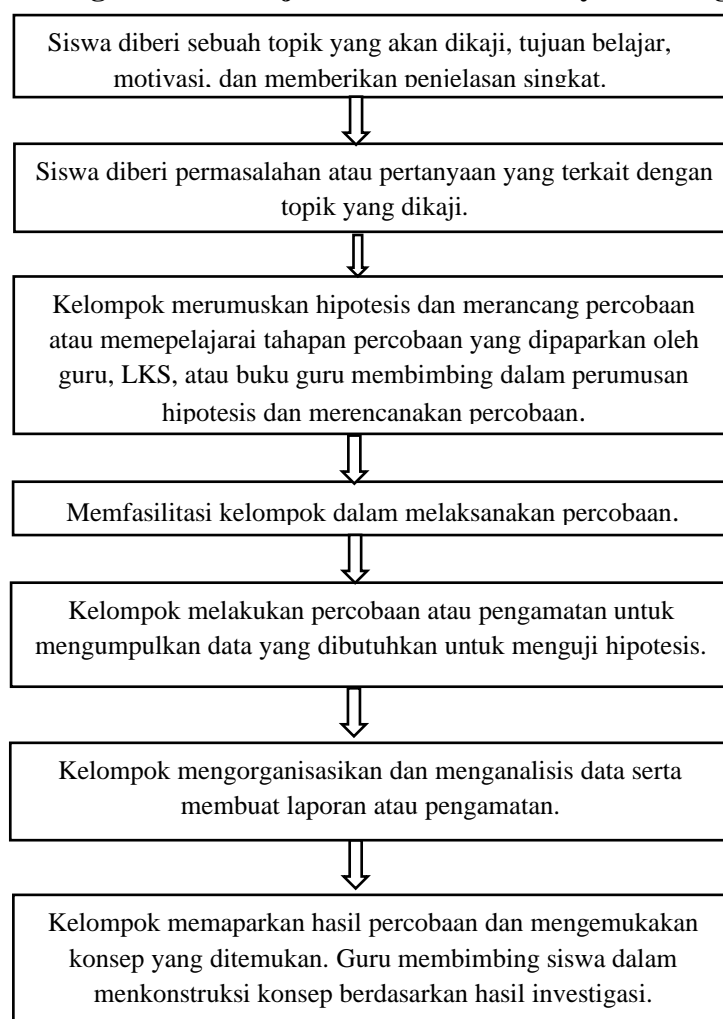 Siswa diberi sebuah topik yang akan dikaji, tujuan belajar,
motivasi, dan memberikan penjelasan singkat.
Siswa diberi permasalahan atau pertanyaan yang terkait dengan
topik yang dikaji.
Kelompok merumuskan hipotesis dan merancang percobaan
atau memepelajarai tahapan percobaan yang dipaparkan oleh
guru, LKS, atau buku guru membimbing dalam perumusan
hipotesis dan merencanakan percobaan.
Memfasilitasi kelompok dalam melaksanakan percobaan.
Kelompok melakukan percobaan atau pengamatan untuk
mengumpulkan data yang dibutuhkan untuk menguji hipotesis.
Kelompok mengorganisasikan dan menganalisis data serta
membuat laporan atau pengamatan.
Kelompok memaparkan hasil percobaan dan mengemukakan
konsep yang ditemukan. Guru membimbing siswa dalam
menkonstruksi konsep berdasarkan hasil investigasi.